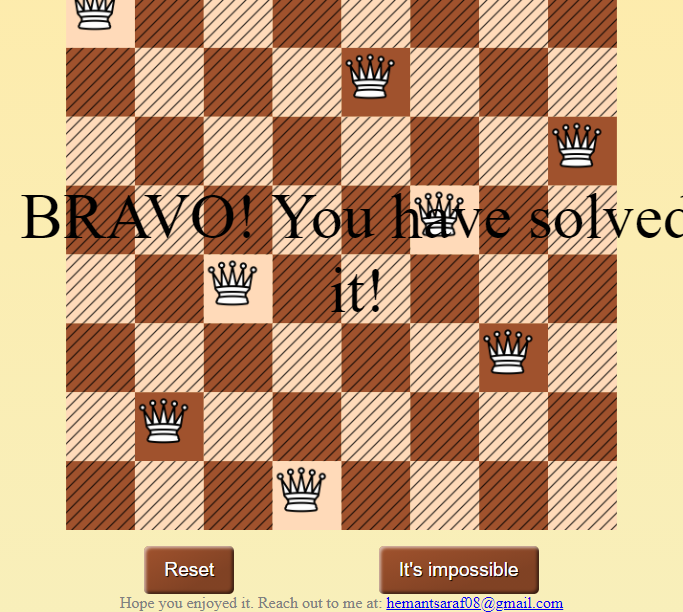 BRAVO! You have solved
it!
Reset
It's impossible
Hope you enjoyed it. Reach out to me at: hemantsaraf08@gmail.com